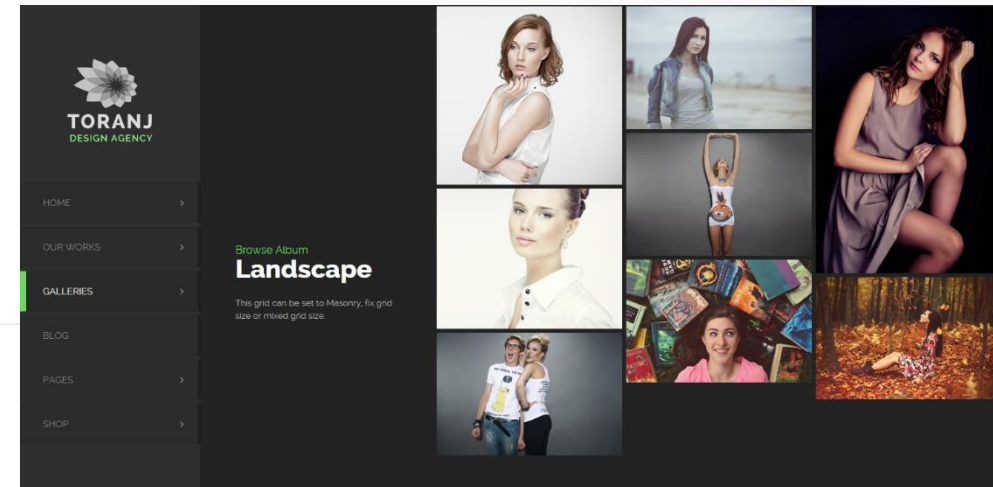 TORANJ
DESIGN AGENCY
HOME
OUR WORKS
GALLERIES
BLOG
PAGES
SHOP
Browse Album
Landscape
This grid can be set to Masonry, fix grid
size or mixed grid size.